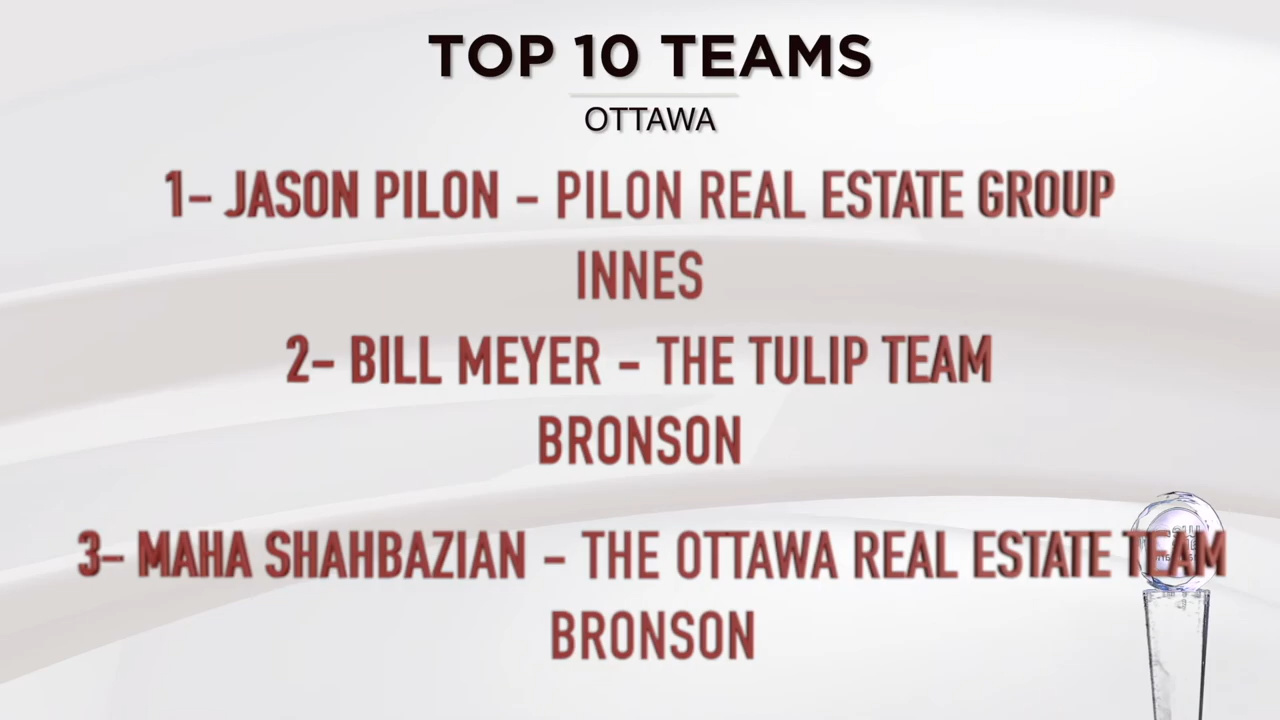 TOP 10 TEAMS
OTTAWA
1- JASON PILON - PILON REAL ESTATE GROUP
INNES
2- BILL MEYER - THE TULIP TEAM
BRONSON
3- MAHA SHAHBAZIAN - THE OTTAWA REAL ESTATE TEAM
BRONSON